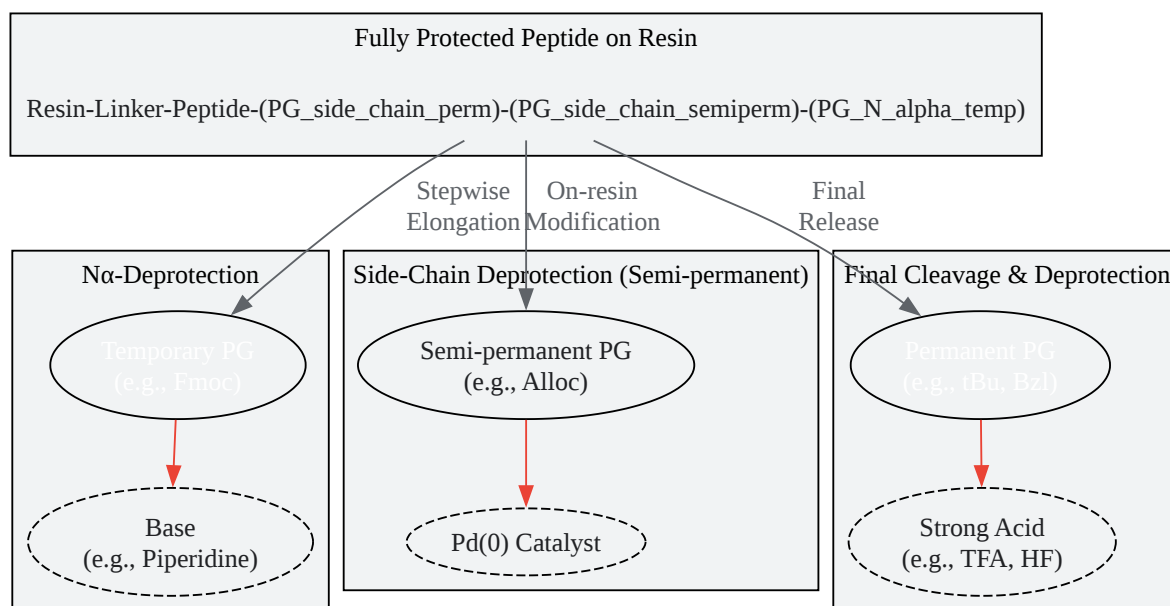 Fully Protected Peptide on Resin
Resin-Linker-Peptide-(PG_side_chain_perm)-(PG_side_chain_semiperm)-(PG_N_alpha_temp)
Stepwise
Elongation
On-resin
Modification
Final
Release
Nα-Deprotection
Side-Chain Deprotection (Semi-permanent)
Final Cleavage & Deprotection
Temporary PG
(e.g., Fmoc)
Semi-permanent PG
(e.g., Alloc)
Permanent PG
(e.g., tBu, Bzl)
Base
(e.g., Piperidine)
Pd(0) Catalyst
Strong Acid
(e.g., TFA, HF)